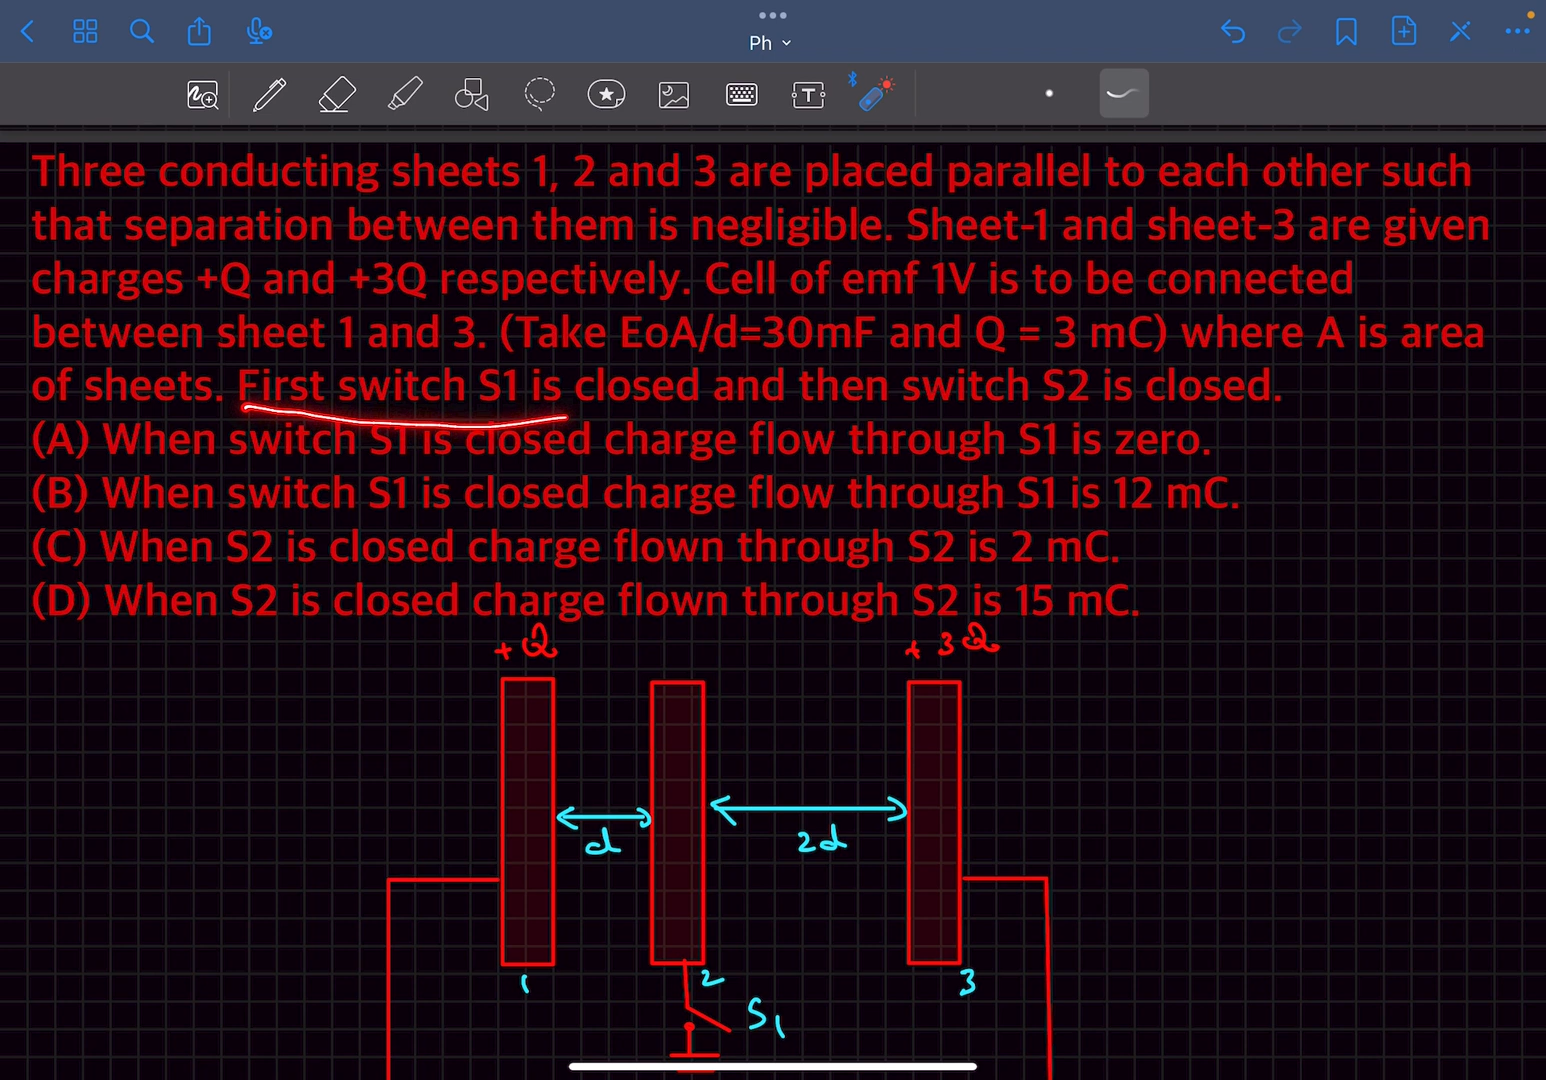 Ph
Three conducting sheets 1, 2 and 3 are placed parallel to each other such
that separation between them is negligible. Sheet-1 and sheet-3 are given
charges +Q and +3Q respectively. Cell of emf 1V is to be connected
between sheet 1 and 3. (Take EoA/d=30mF and Q = 3 mC) where A is area
of sheets. First switch S1 is closed and then switch S2 is closed.
(A) When switch S1 is closed charge flow through S1 is zero.
(B) When switch S1 is closed charge flow through S1 is 12 mC.
(C) When S2 is closed charge flown through S2 is 2 mC.
(D) When S2 is closed charge flown through S2 is 15 mC.
+Q +3Q
d 2d
1 2 3
S1